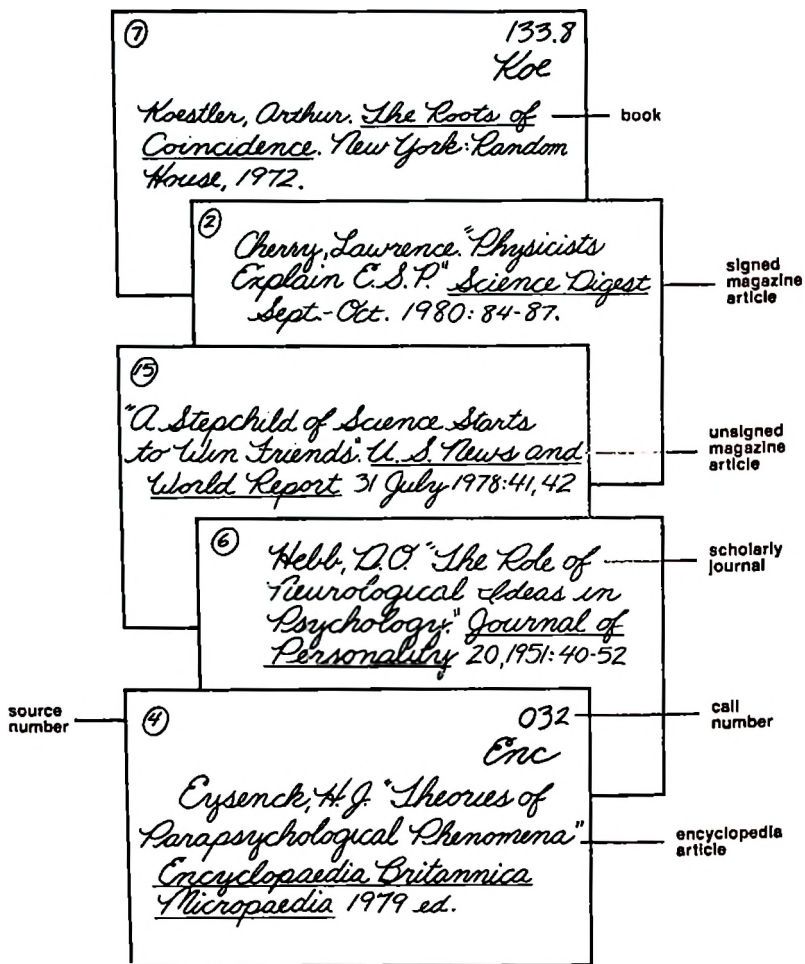 7
133.8
Koe
Koestler, Arthur. The Roots of
Coincidence. New York: Random
House, 1972.
book
2
Cherry, Lawrence. "Physicists
Explain E.S.P." Science Digest
Sept.-Oct. 1980: 84-87.
signed
magazine
article
15
"A Stepchild of Science Starts
to Win Friends". U.S. News and
World Report 31 July 1978:41,42
unsigned
magazine
article
6
Hebb, D.O. "The Role of
Neurological Ideas in
Psychology." Journal of
Personality 20,1951:40-52
scholarly
journal
source
number
4
032
Enc
call
number
Eysenck, H.J. "Theories of
Parapsychological Phenomena"
Encyclopaedia Britannica
Micropaedia 1979 ed.
encyclopedia
article